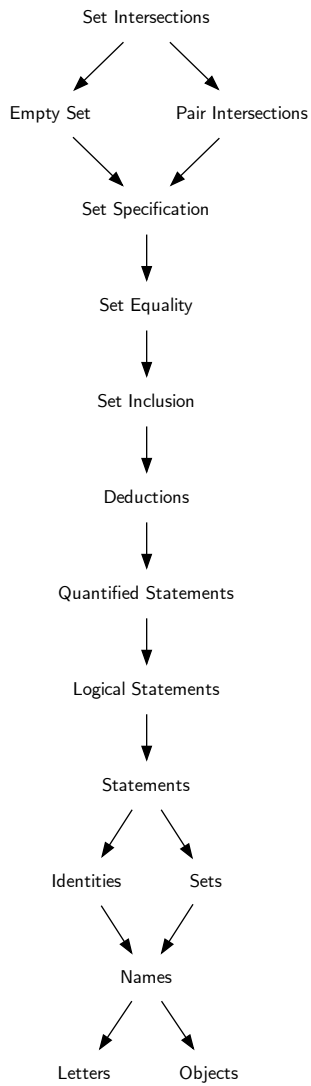 Set Intersections
Empty Set
Pair Intersections
Set Specification
Set Equality
Set Inclusion
Deductions
Quantified Statements
Logical Statements
Statements
Identities
Sets
Names
Letters
Objects